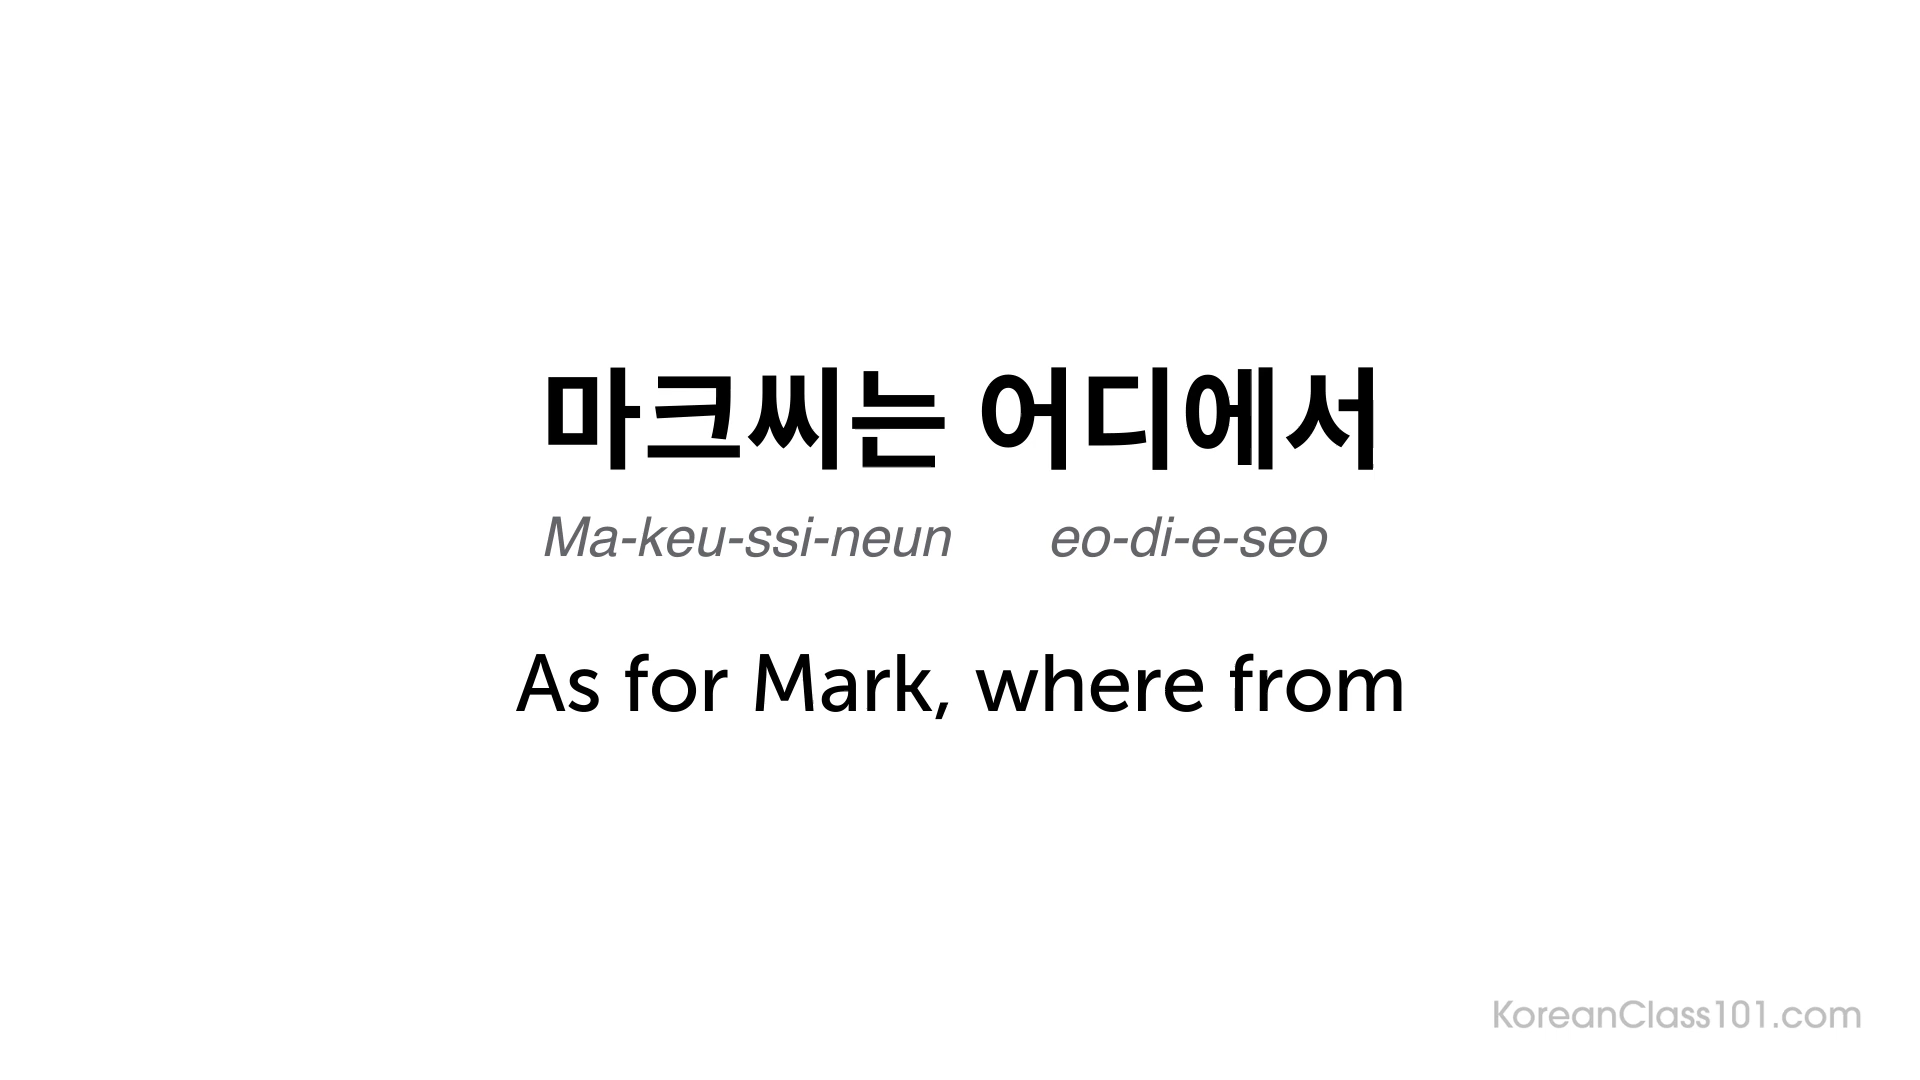 마크씨는 어디에서
Ma-keu-ssi-neun eo-di-e-seo
As for Mark, where from
KoreanClass101.com